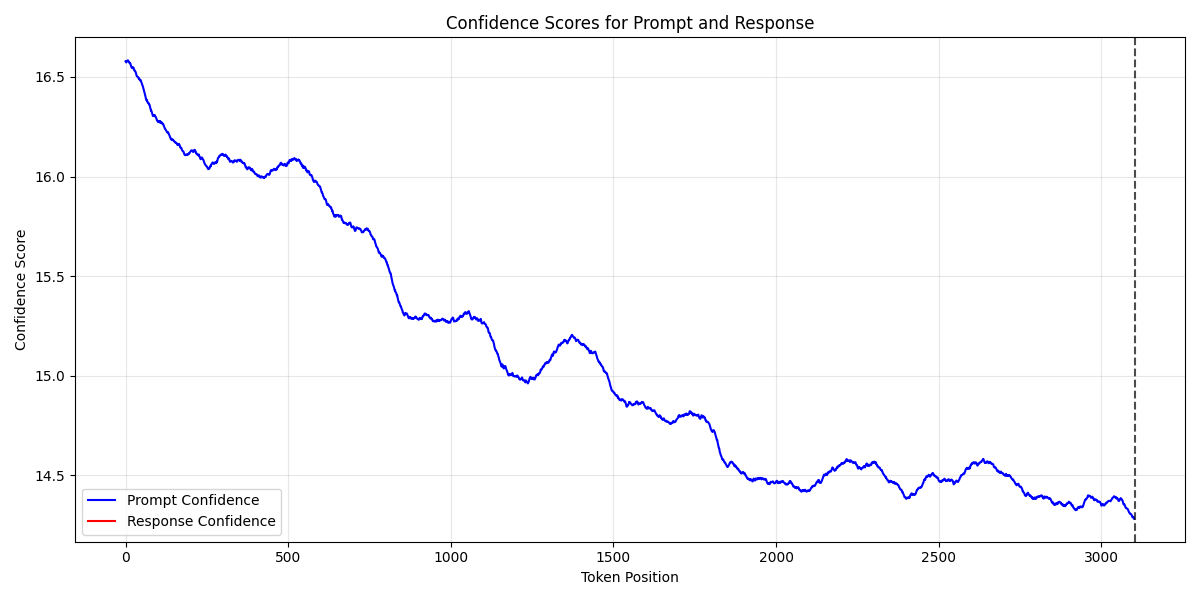 Confidence Scores for Prompt and Response
Confidence Score
16.5
16.0
15.5
15.0
14.5
Prompt Confidence
Response Confidence
0 500 1000 1500 2000 2500 3000
Token Position